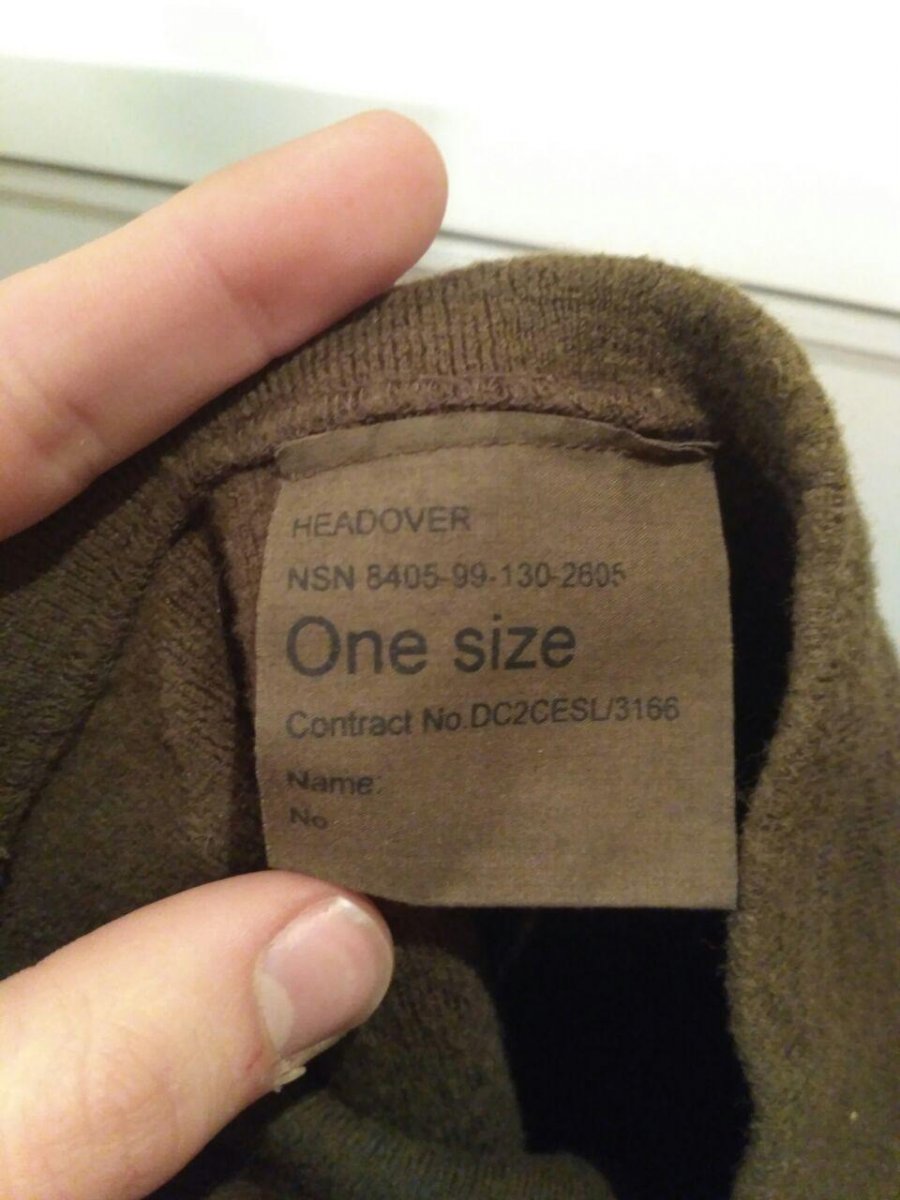 HEADOVER
NSN 8405-99-130-2605
One size
Contract No.DC2CESL/3166
Name:
No